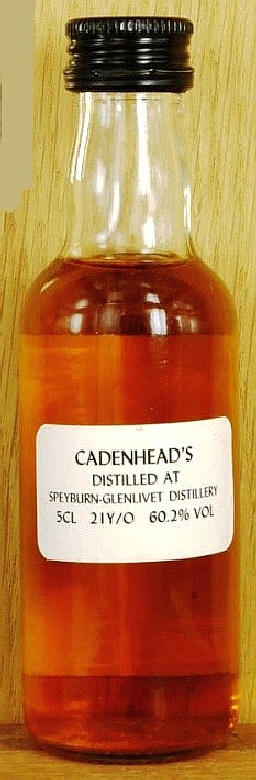 CADENHEAD'S
DISTILLED AT
SPEYBURN-GLENLIVET DISTILLERY
5CL 21Y/O 60.2% VOL